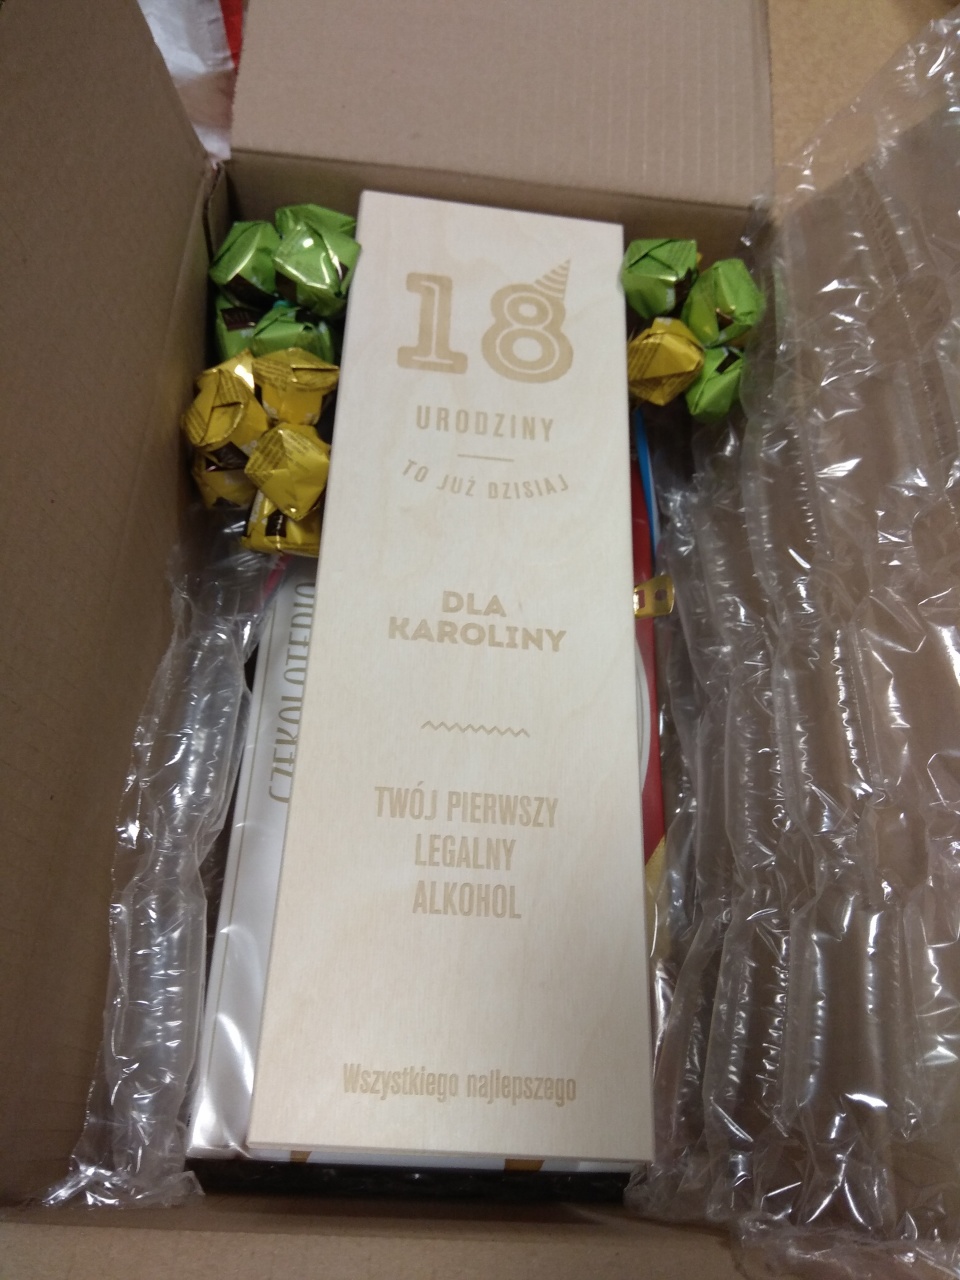 18
URODZINY
TO JUŻ DZISIAJ
DLA
KAROLINY
TWÓJ PIERWSZY
LEGALNY
ALKOHOL
Wszystkiego najlepszego